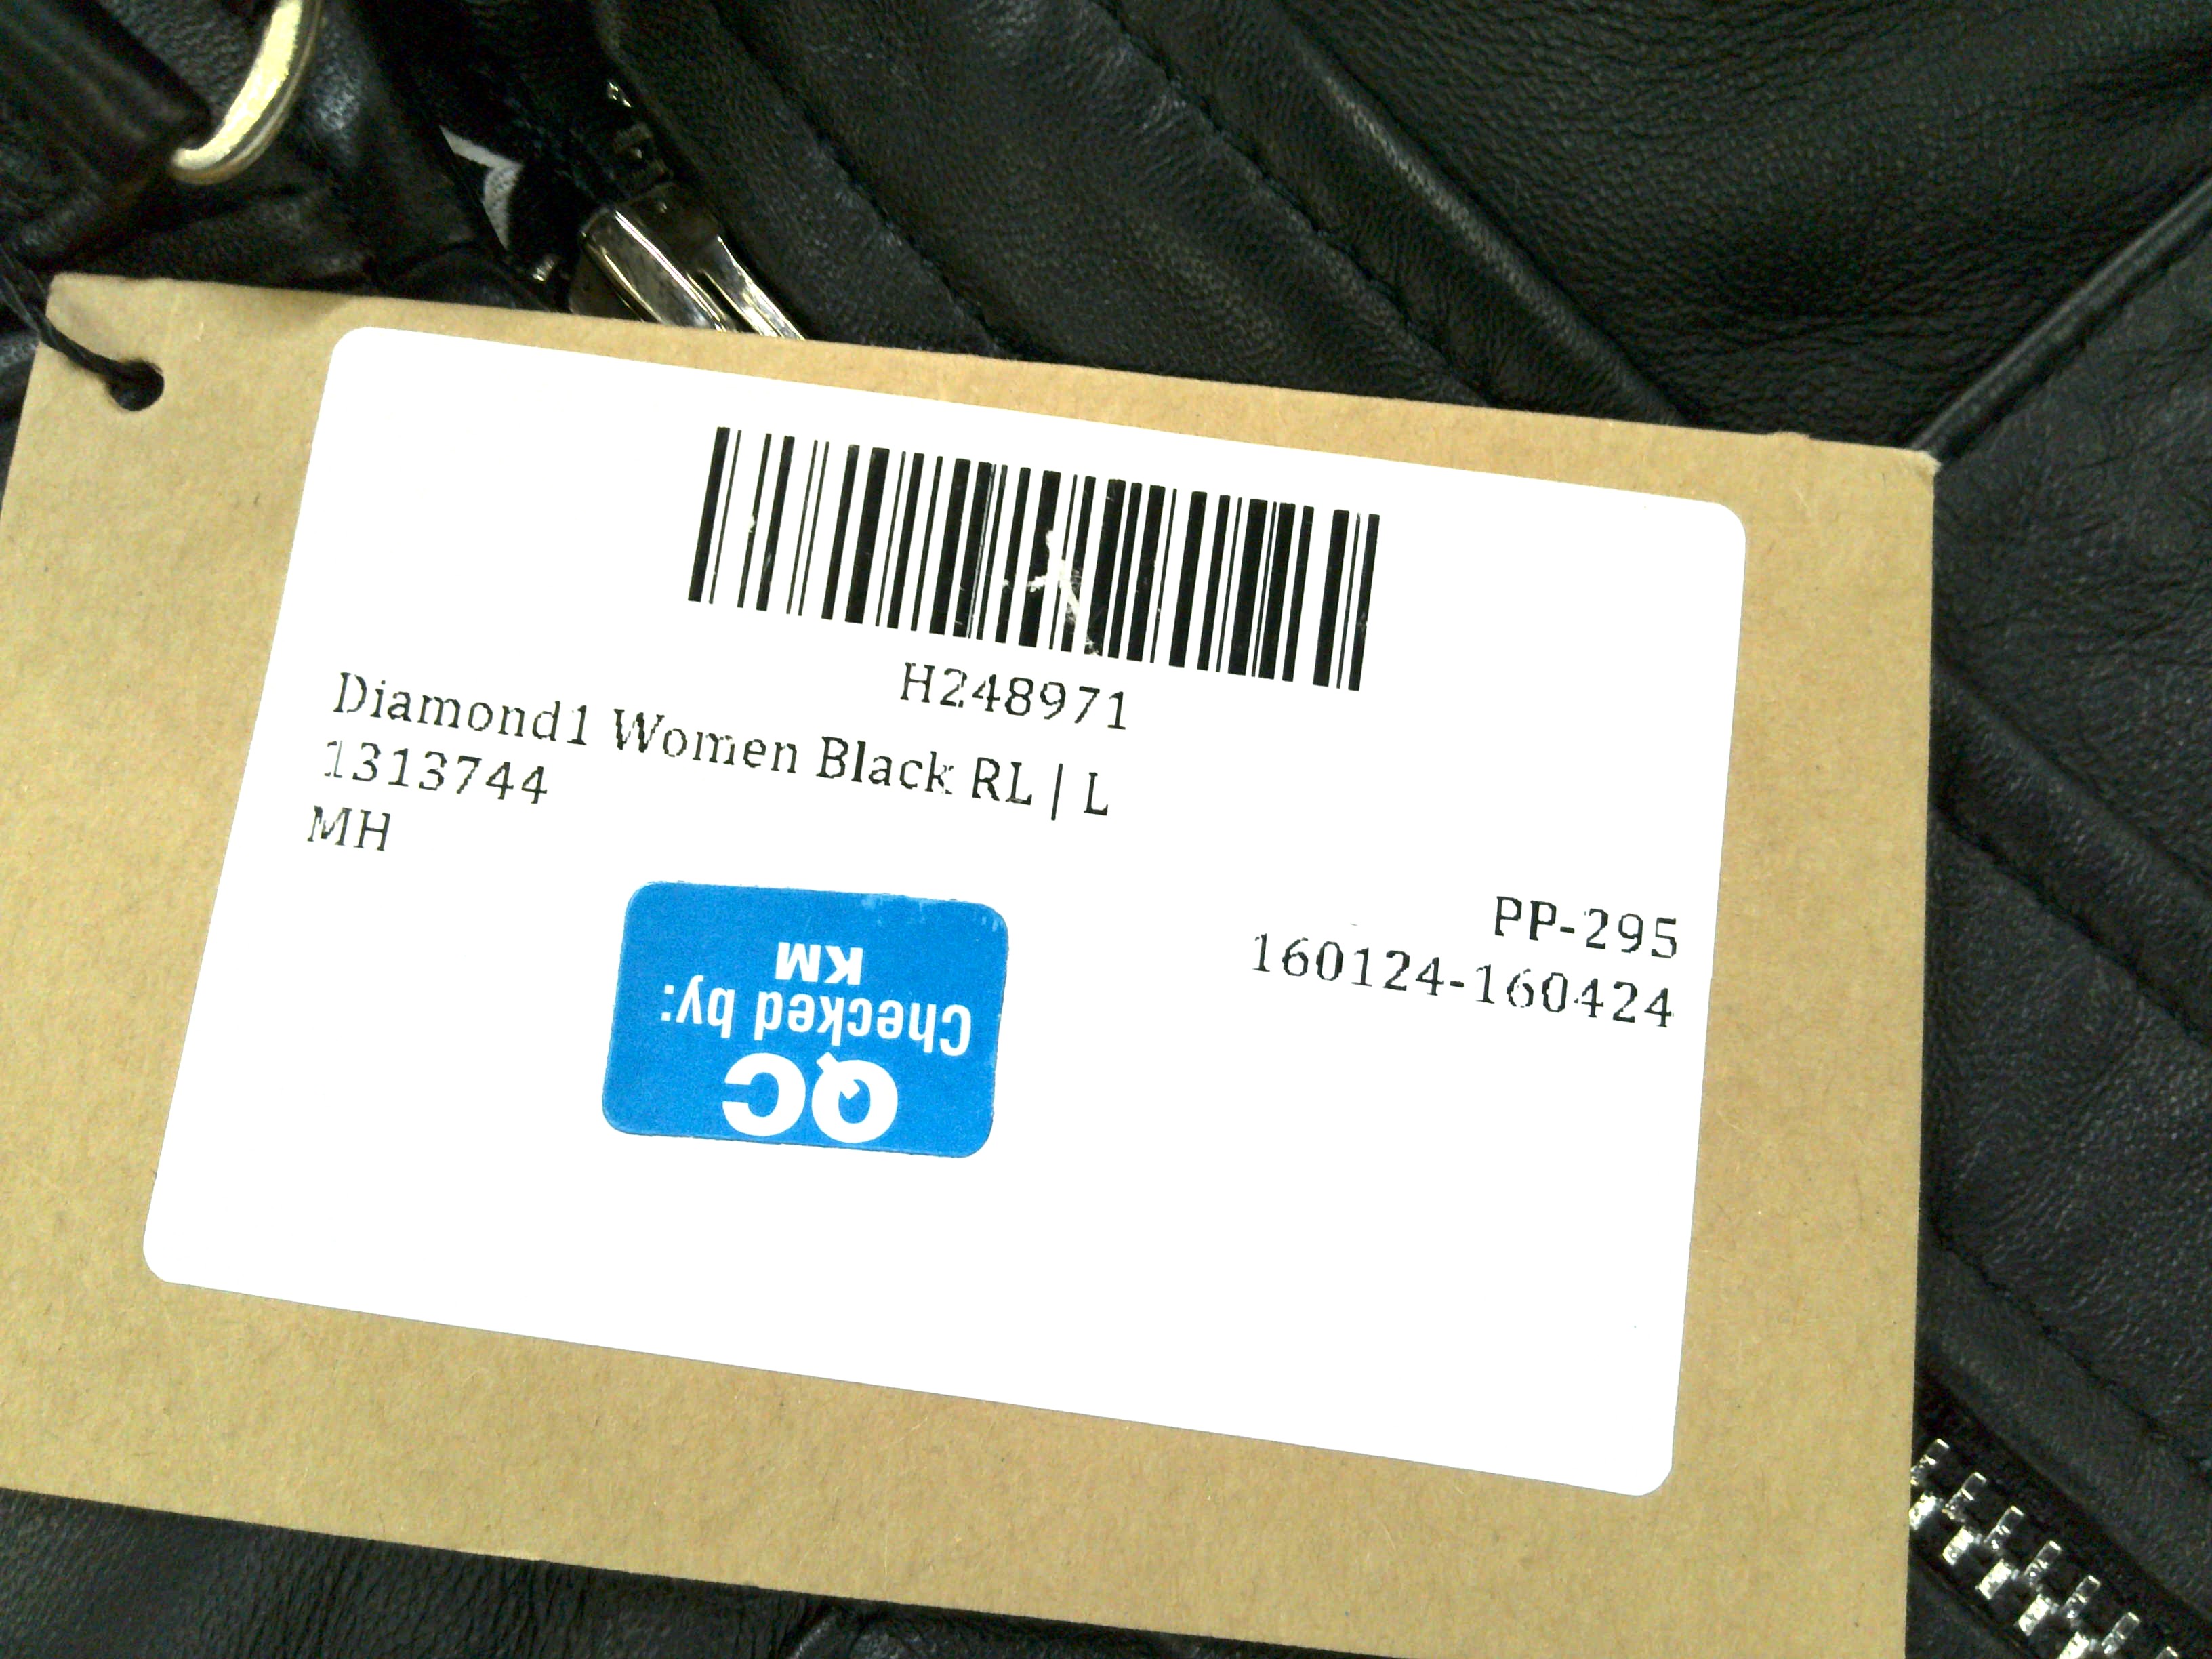 H248971
Diamond1 Women Black RL | L
1313744
MH
PP-295
160124-160424
QC
Checked by:
KM